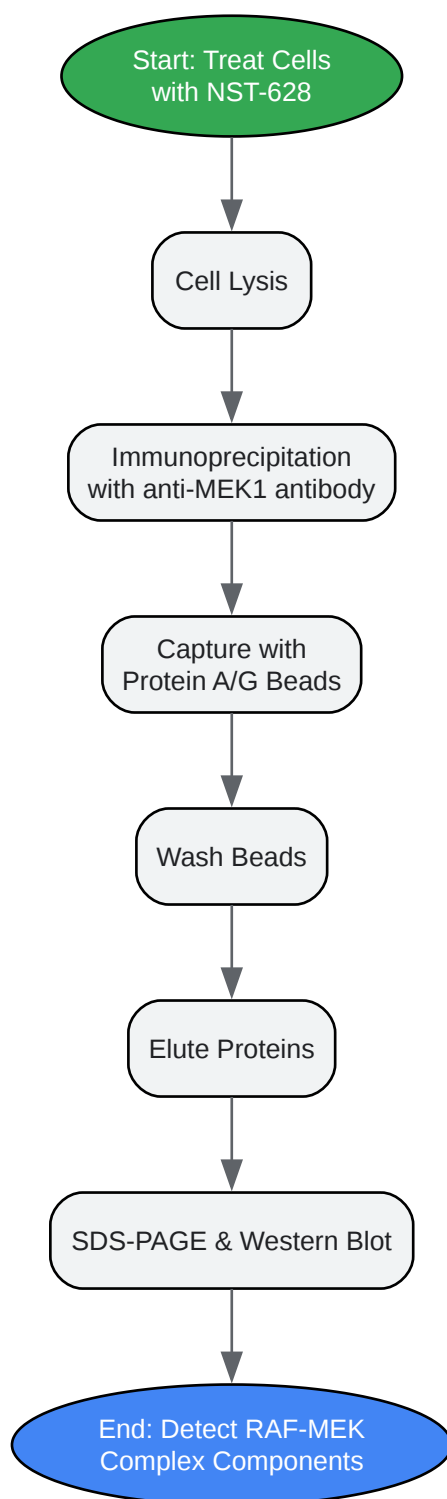 Start: Treat Cells
with NST-628
Cell Lysis
Immunoprecipitation
with anti-MEK1 antibody
Capture with
Protein A/G Beads
Wash Beads
Elute Proteins
SDS-PAGE & Western Blot
End: Detect RAF-MEK
Complex Components